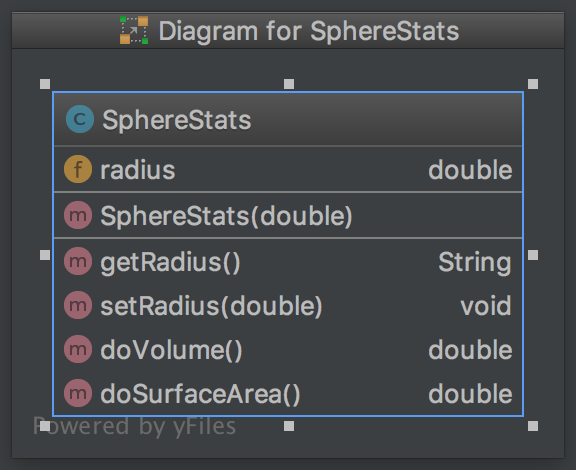 Diagram for SphereStats
C SphereStats
f radius double
m SphereStats(double)
m getRadius() String
m setRadius(double) void
m doVolume() double
m doSurfaceArea() double
Powered by yFiles